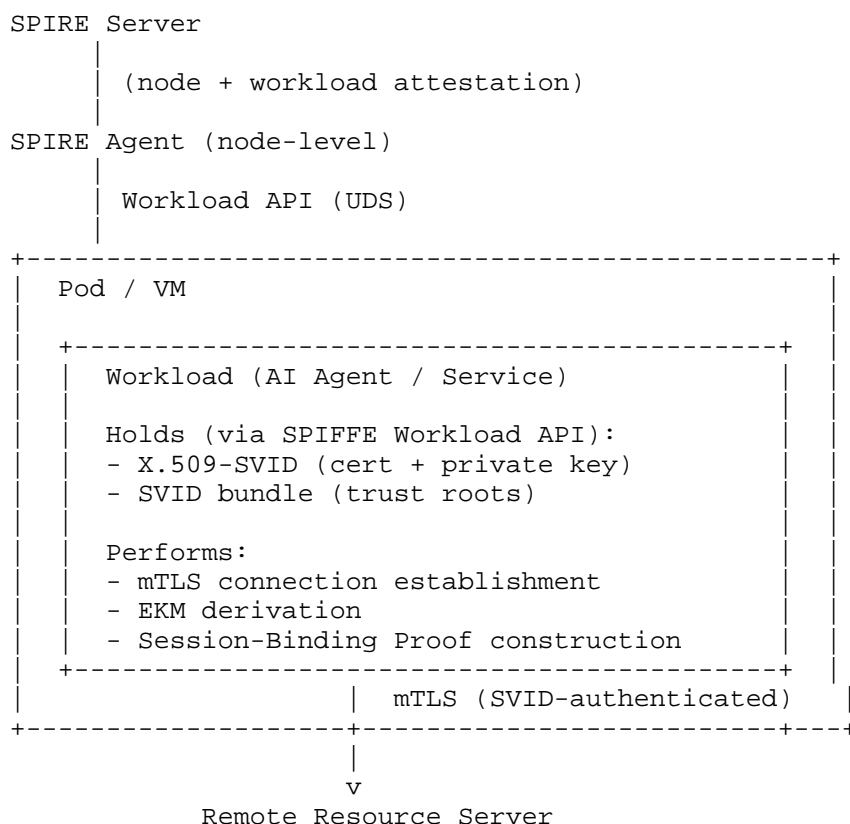 SPIRE Server
(node + workload attestation)
SPIRE Agent (node-level)
Workload API (UDS)
Pod / VM
Workload (AI Agent / Service)
Holds (via SPIFFE Workload API):
- X.509-SVID (cert + private key)
- SVID bundle (trust roots)
Performs:
- mTLS connection establishment
- EKM derivation
- Session-Binding Proof construction
mTLS (SVID-authenticated)
v
Remote Resource Server